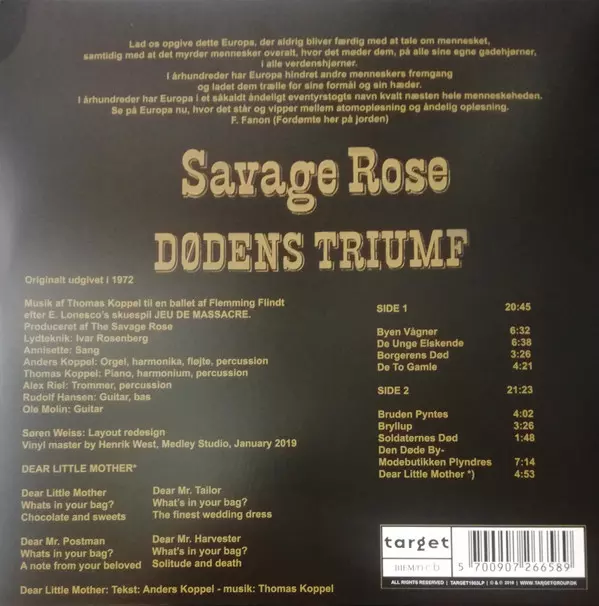 Lad os opgive dette Europa, der aldrig bliver færdig med at tale om mennesket,
samtidig med at det myrder mennesker overalt, hvor det møder dem, på alle sine egne gadehjørner,
i alle verdenshjørner.
I århundreder har Europa hindret andre menneskers fremgang
og ladet dem trælle for sine formål og sin hæder.
I århundreder har Europa i et såkaldt åndeligt eventyrstogts navn kvalt næsten hele menneskeheden.
Se på Europa nu, hvor det står og vipper mellem atomopløsning og åndelig opløsning.
F. Fanon (Fordømte her på jorden)
Savage Rose
DØDENS TRIUMF
Originalt udgivet i 1972
Musik af Thomas Koppel til en ballet af Flemming Flindt
efter E. Lonesco's skuespil JEU DE MASSACRE.
Produceret af The Savage Rose
Lydteknik: Ivar Rosenberg
Annisette: Sang
Anders Koppel: Orgel, harmonika, fløjte, percussion
Thomas Koppel: Piano, harmonium, percussion
Alex Riel: Trommer, percussion
Rudolf Hansen: Guitar, bas
Ole Molin: Guitar
Søren Weiss: Layout redesign
Vinyl master by Henrik West, Medley Studio, January 2019
DEAR LITTLE MOTHER*
Dear Little Mother
Whats in your bag?
Chocolate and sweets
Dear Mr. Postman
Whats in your bag?
A note from your beloved
Dear Mr. Tailor
What's in your bag?
The finest wedding dress
Dear Mr. Harvester
What's in your bag?
Solitude and death
Dear Little Mother: Tekst: Anders Koppel - musik: Thomas Koppel
SIDE 1 20:45
Byen Vågner 6:32
De Unge Elskende 6:38
Borgerens Død 3:26
De To Gamle 4:21
SIDE 2 21:23
Bruden Pyntes 4:02
Bryllup 3:26
Soldaternes Død 1:48
Den Døde By-
Modebutikken Plyndres 7:14
Dear Little Mother *) 4:53
target
5 700907 266589
ALL RIGHTS RESERVED